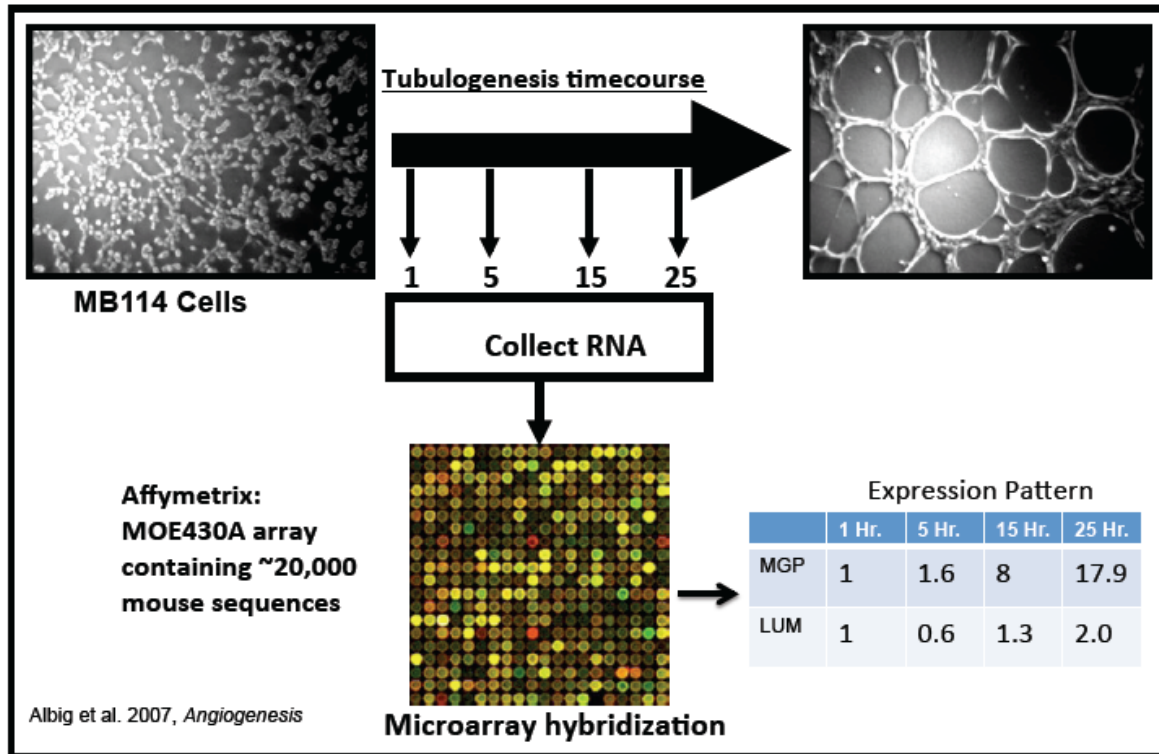 Tubulogenesis timecourse
1 5 15 25
MB114 Cells
Collect RNA
Affymetrix:
MOE430A array
containing ~20,000
mouse sequences
Expression Pattern
1 Hr. 5 Hr. 15 Hr. 25 Hr.
MGP 1 1.6 8 17.9
LUM 1 0.6 1.3 2.0
Albig et al. 2007, Angiogenesis
Microarray hybridization